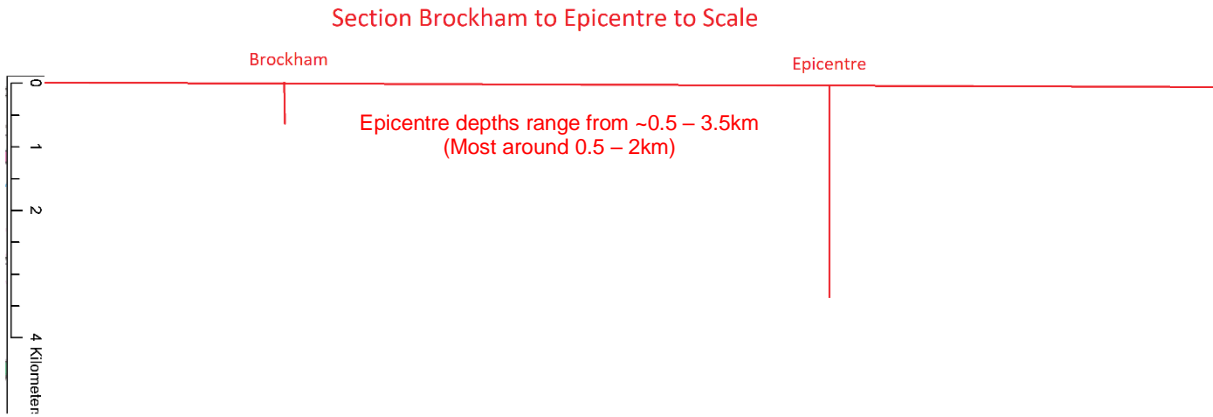 Section Brockham to Epicentre to Scale
Brockham
Epicentre
Epicentre depths range from ~0.5 – 3.5km
(Most around 0.5 – 2km)
0
1
2
4 Kilometers